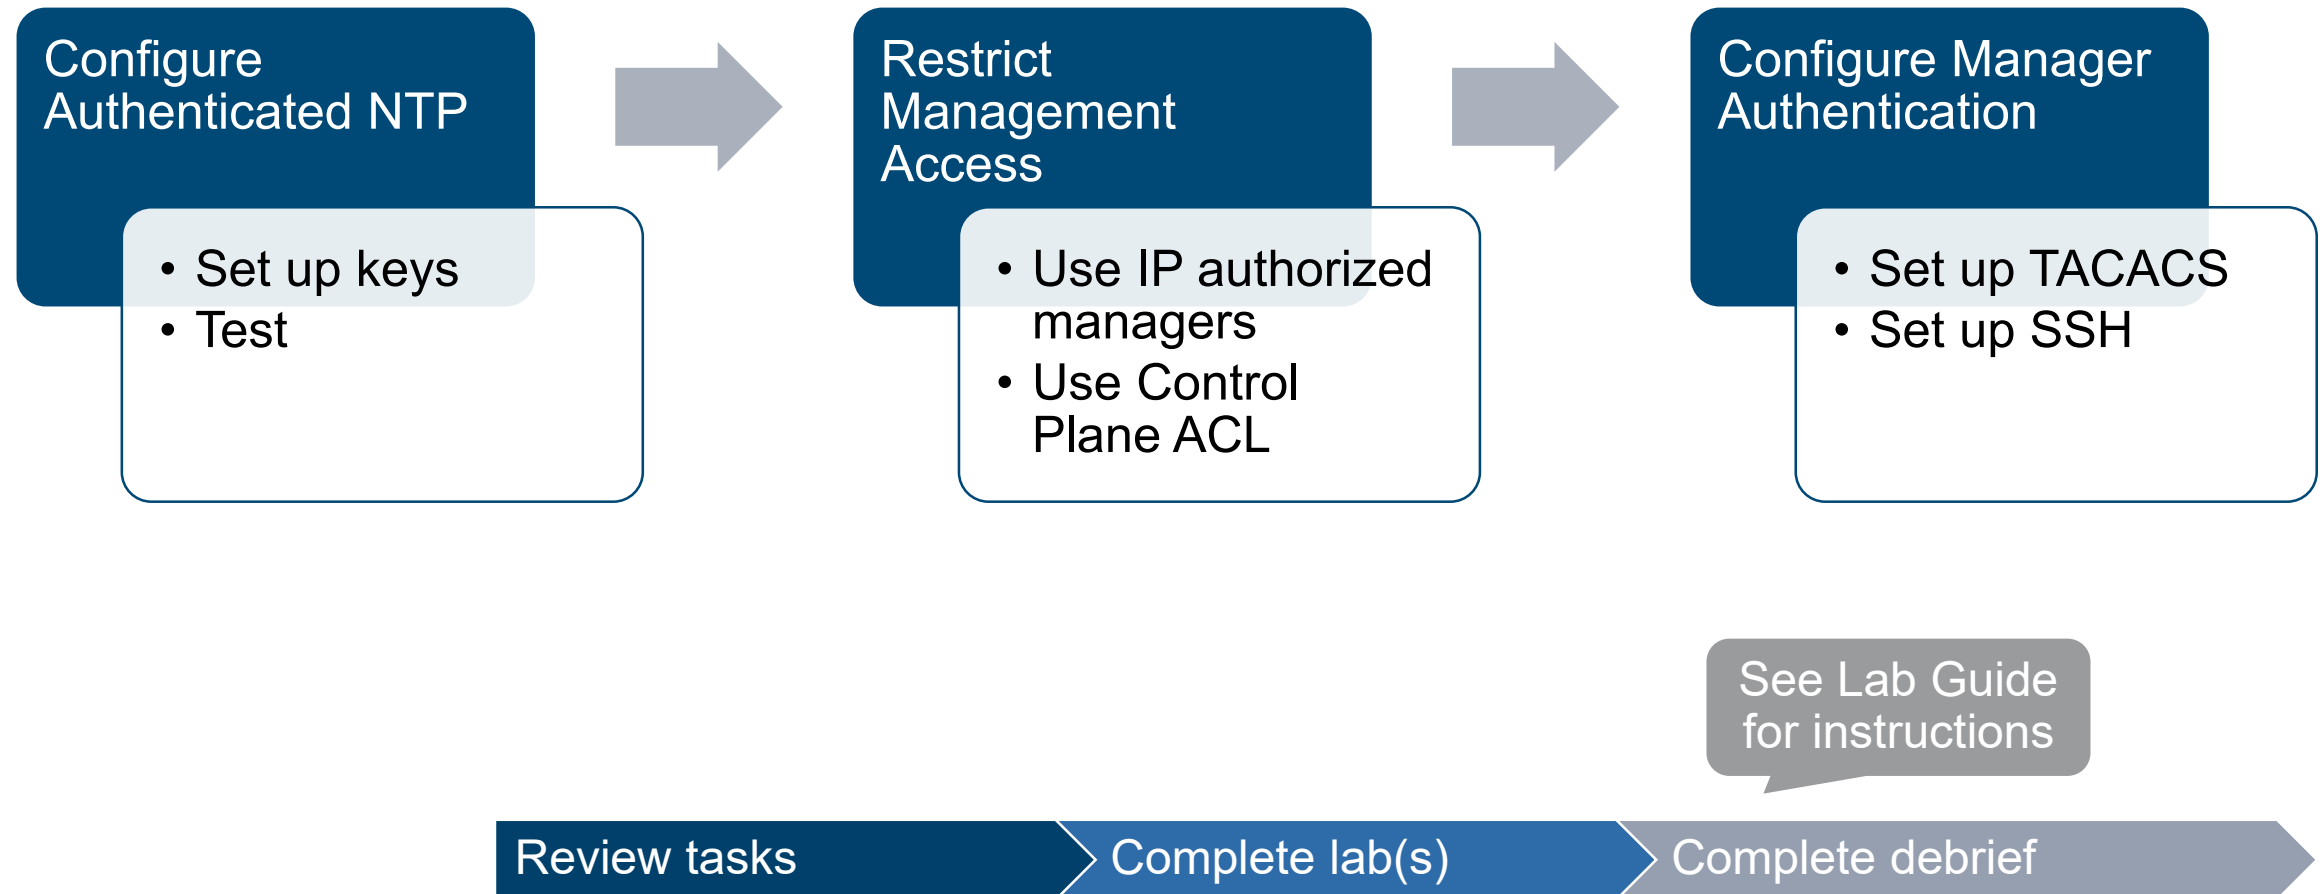 Configure
Authenticated NTP
• Set up keys
• Test
Restrict
Management
Access
• Use IP authorized
managers
• Use Control
Plane ACL
Configure Manager
Authentication
• Set up TACACS
• Set up SSH
See Lab Guide
for instructions
Review tasks
Complete lab(s)
Complete debrief